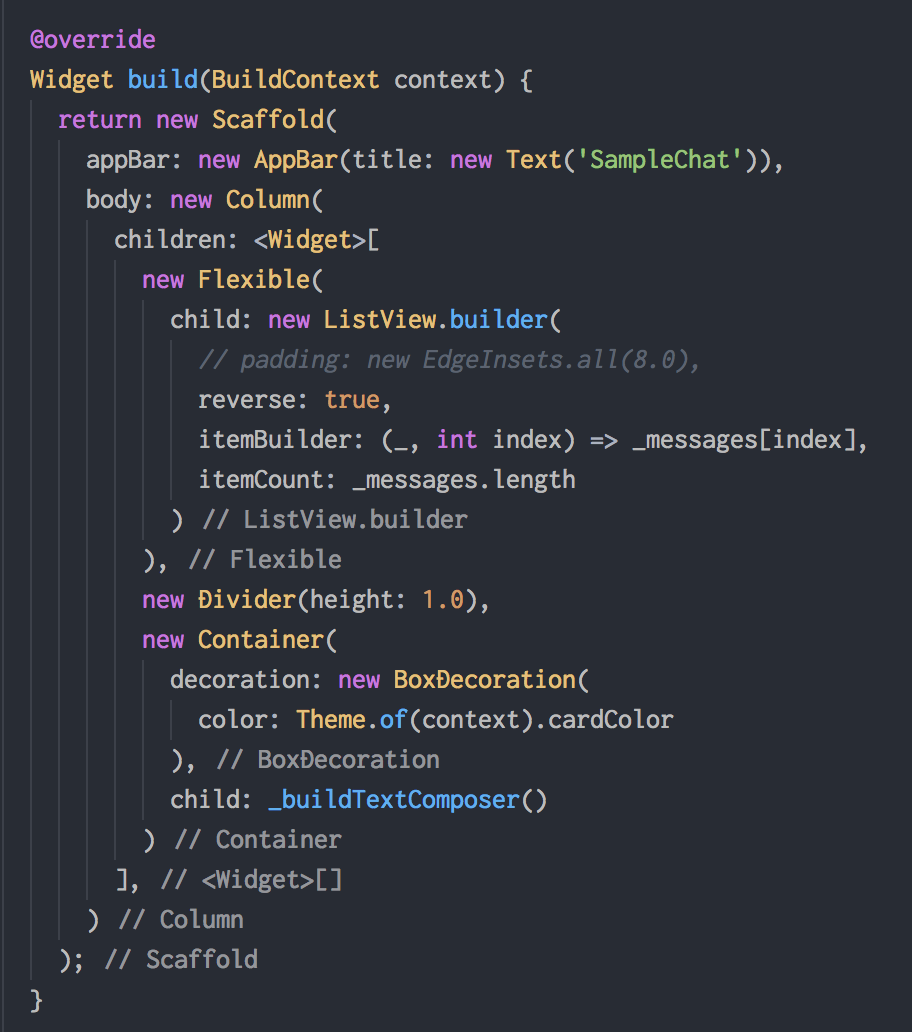 @override
Widget build(BuildContext context) {
  return new Scaffold(
    appBar: new AppBar(title: new Text('SampleChat')),
    body: new Column(
      children: <Widget>[
        new Flexible(
          child: new ListView.builder(
            // padding: new EdgeInsets.all(8.0),
            reverse: true,
            itemBuilder: (_, int index) => _messages[index],
            itemCount: _messages.length
          ) // ListView.builder
        ), // Flexible
        new Divider(height: 1.0),
        new Container(
          decoration: new BoxDecoration(
            color: Theme.of(context).cardColor
          ), // BoxDecoration
          child: _buildTextComposer()
        ) // Container
      ], // <Widget>[]
    ) // Column
  ); // Scaffold
}